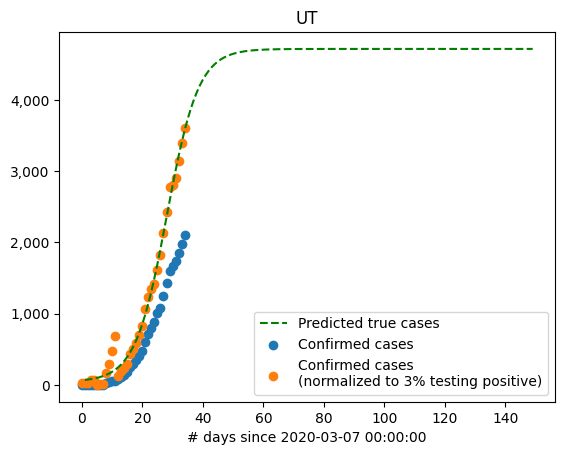 UT
4,000
3,000
2,000
1,000
0
Predicted true cases
Confirmed cases
Confirmed cases
(normalized to 3% testing positive)
0 20 40 60 80 100 120 140
# days since 2020-03-07 00:00:00